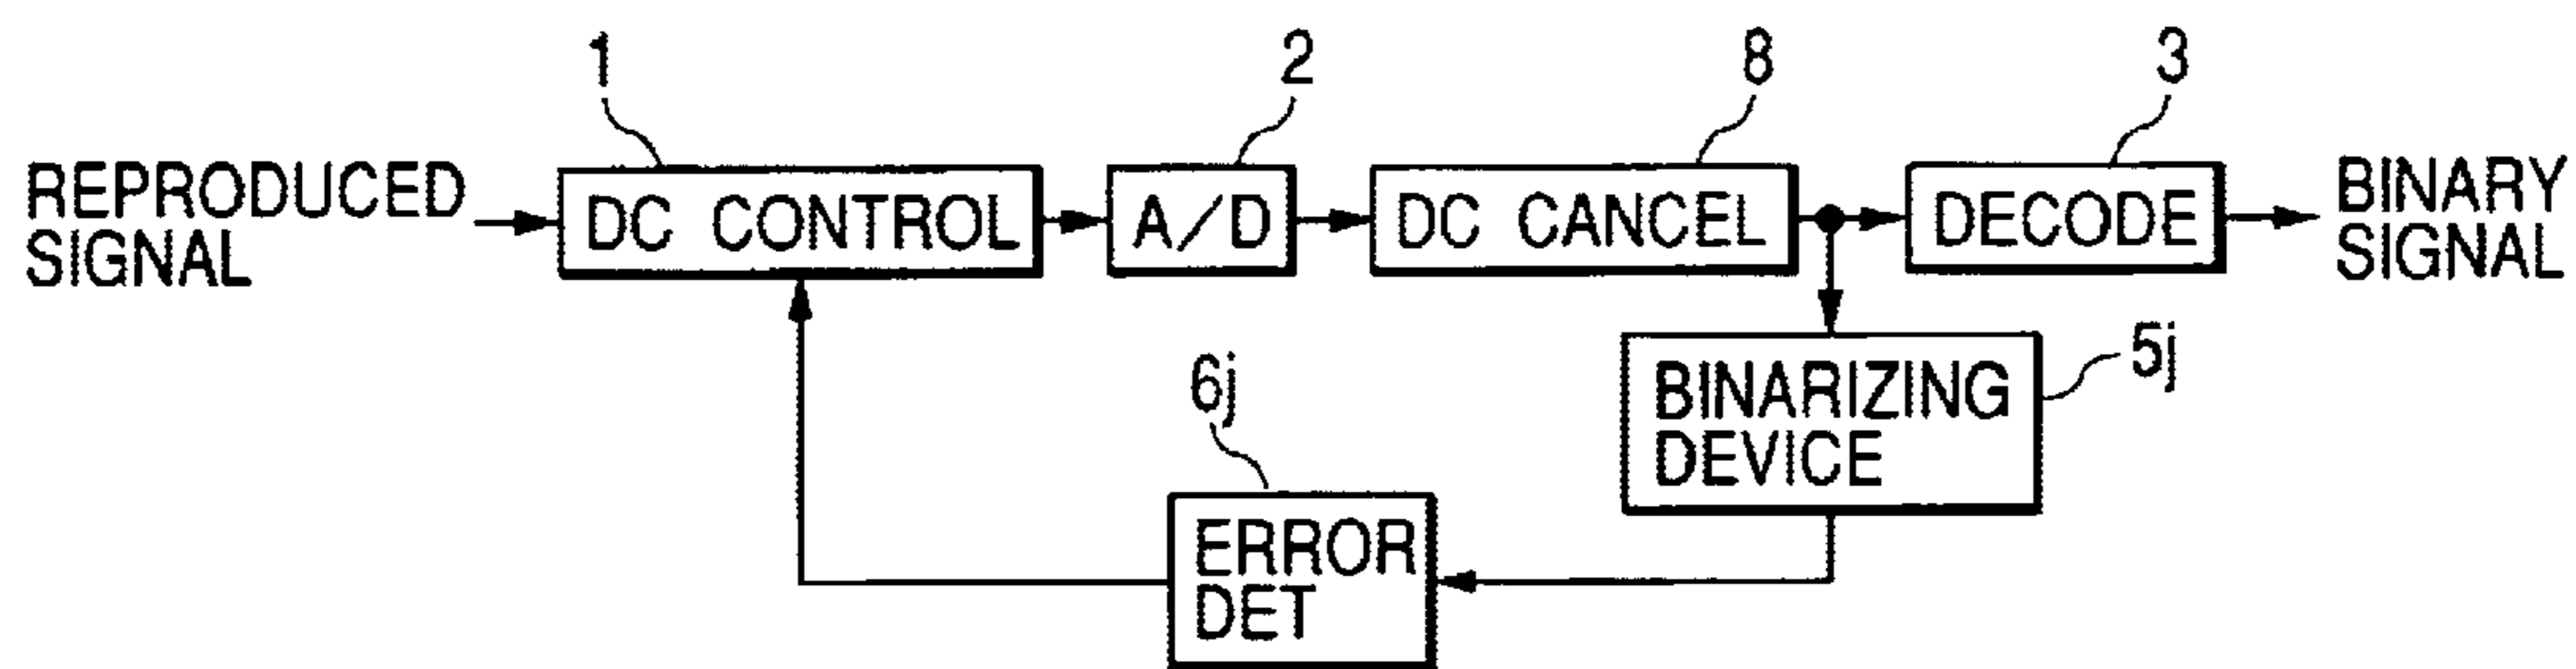 1
2
8
3
REPRODUCED
SIGNAL
DC CONTROL
A/D
DC CANCEL
DECODE
BINARY
SIGNAL
5j
6j
BINARIZING
DEVICE
ERROR
DET